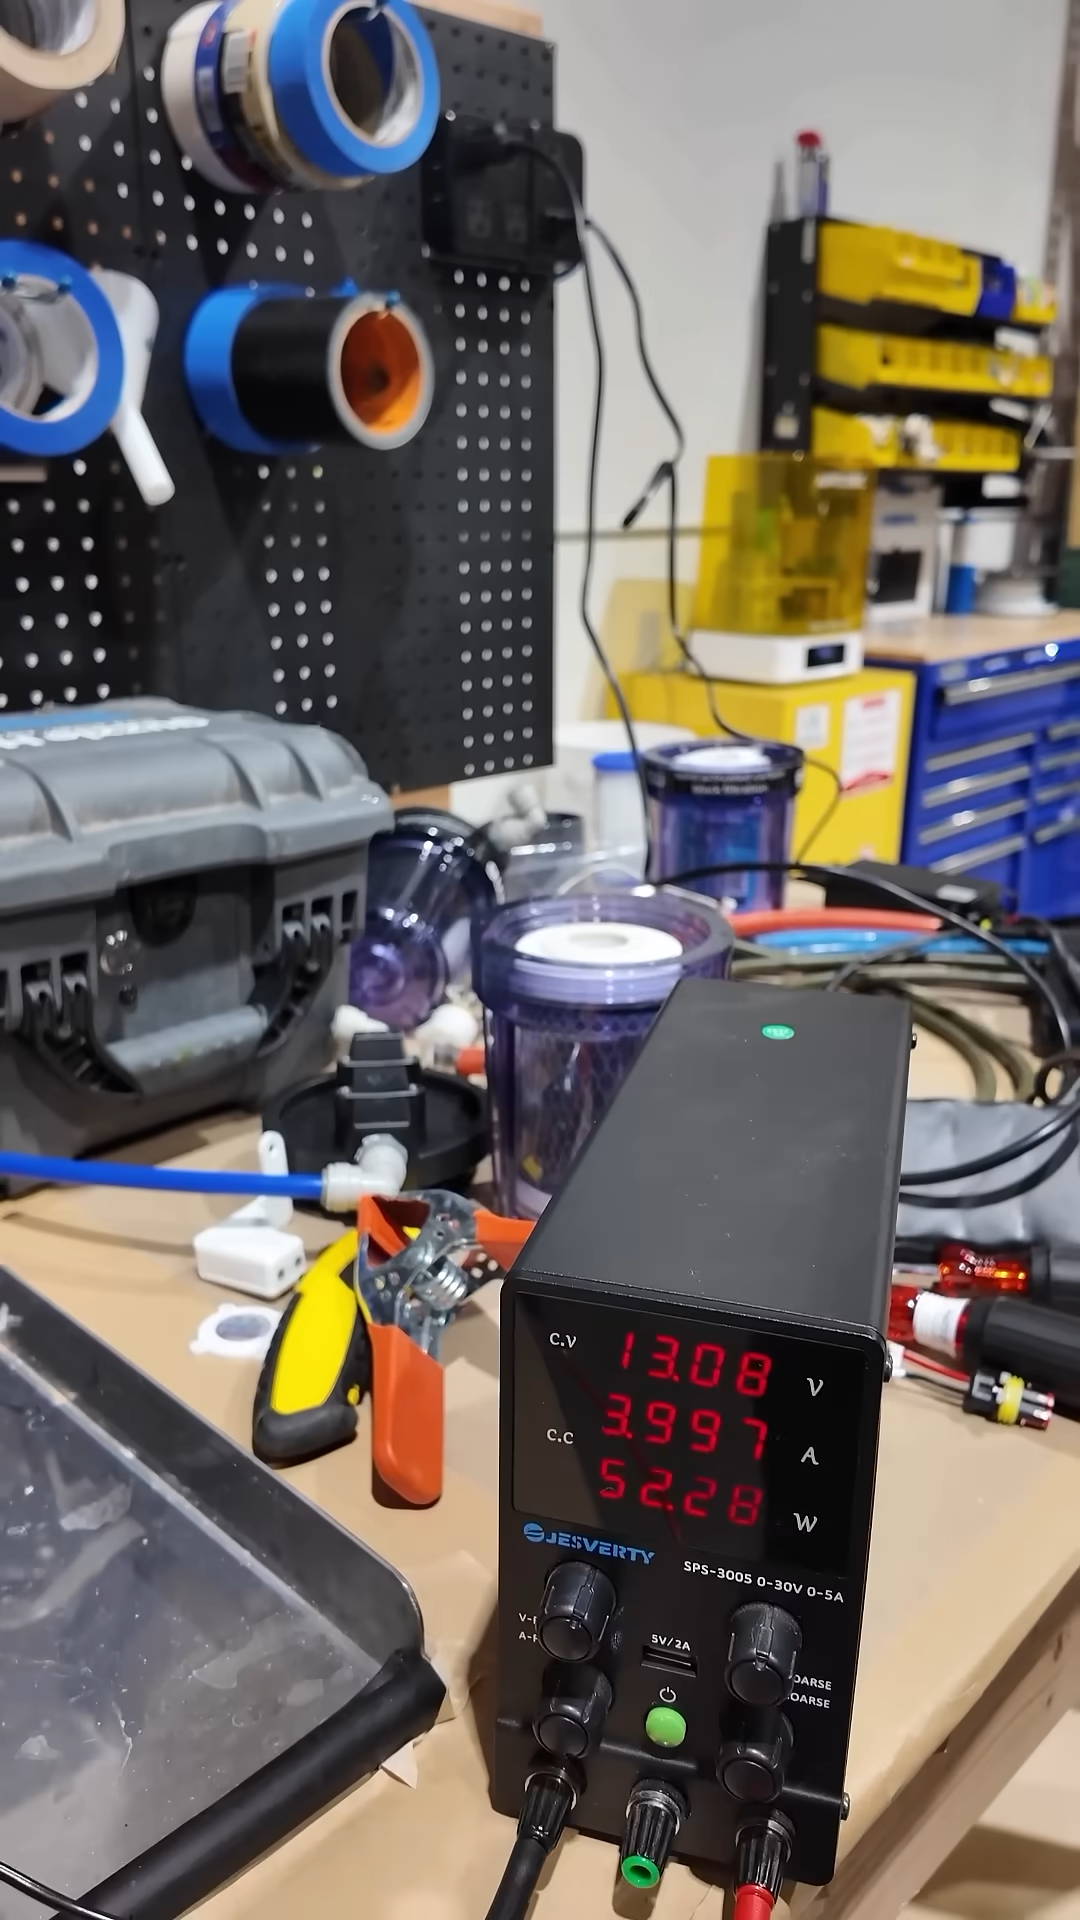 C.V 13.08 V
C.C 3.997 A
52.28 W
JESVERTY
SPS-3005 0-30V 0-5A
5V/2A